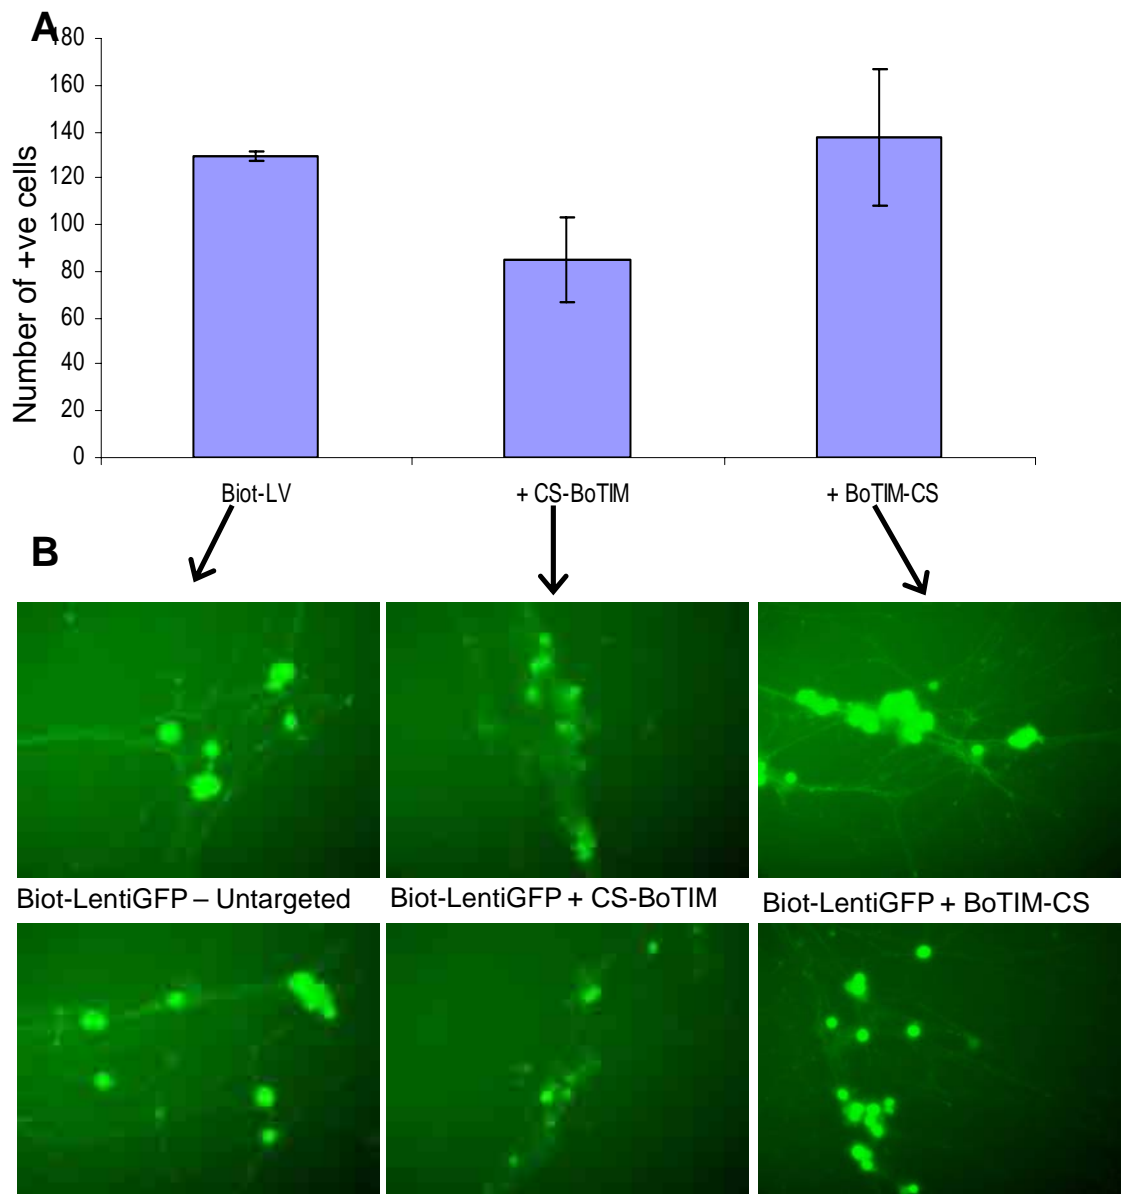 A
180
160
140
120
100
80
60
40
20
0
Number of +ve cells
Biot-LV
+ CS-BoTIM
+ BoTIM-CS
B
Biot-LentiGFP – Untargeted
Biot-LentiGFP + CS-BoTIM
Biot-LentiGFP + BoTIM-CS